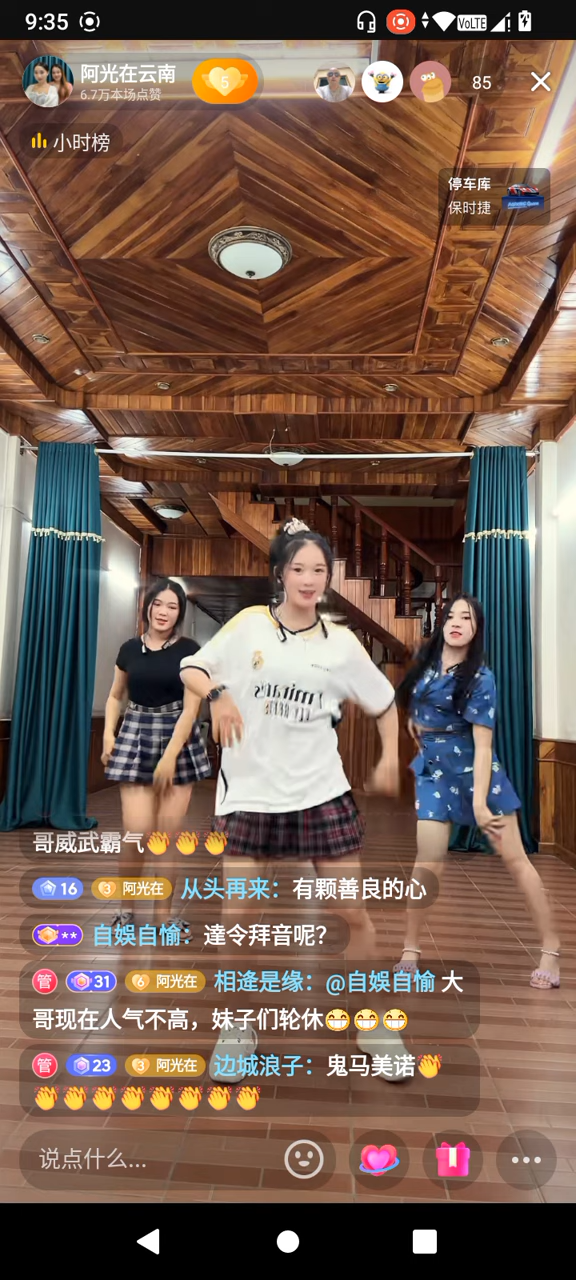 9:35
VoLTE
阿光在云南
6.7万本场点赞
5
85
小时榜
停车库
保时捷
哥威武霸气👏👏👏
16 3 阿光在 从头再来：有颗善良的心
** 自娱自愉：達令拜音呢?
管 31 6 阿光在 相逄是缘：@自娱自愉 大
哥现在人气不高，妹子们轮休😁😁😁
管 23 3 阿光在 边城浪子：鬼马美诺👏
👏👏👏👏👏👏👏👏
说点什么...